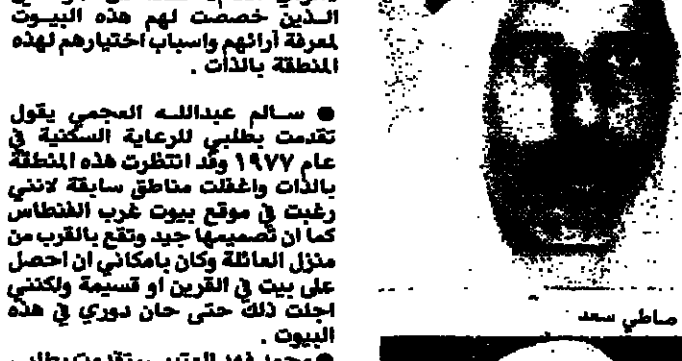 الذين خصصت لهم هذه البيوت
لمعرفة آرائهم واسباب اختيارهم لهذه
المنطقة بالذات .
● سالم عبدالله العجمي يقول
تقدمت بطلبي للرعاية السكنية في
عام ١٩٧٧ وقد انتظرت هذه المنطقة
بالذات واغفلت مناطق سابقة لانني
رغبت في موقع بيوت غرب الفنطاس
كما ان تصميمها جيد وتقع بالقرب من
منزل العائلة وكان بامكاني ان احصل
على بيت في القرين او قسيمة ولكنني
اجلت ذلك حتى حان دوري في هذه
البيوت .
ماطي سعد